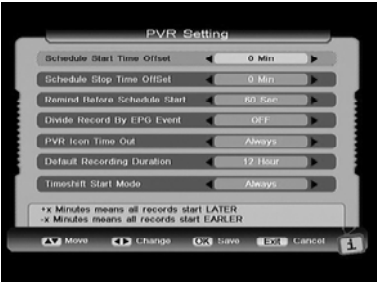 PVR Setting
Schedule Start Time Offset 0 Min
Schedule Stop Time OffSet 0 Min
Remind Before Schedule Start 60 Sec
Divide Record By EPG Event OFF
PVR Icon Time Out Always
Default Recording Duration 12 Hour
Timeshift Start Mode Always
+x Minutes means all records start LATER
-x Minutes means all records start EARLER
Move Change OK Save Exit Cancel
1